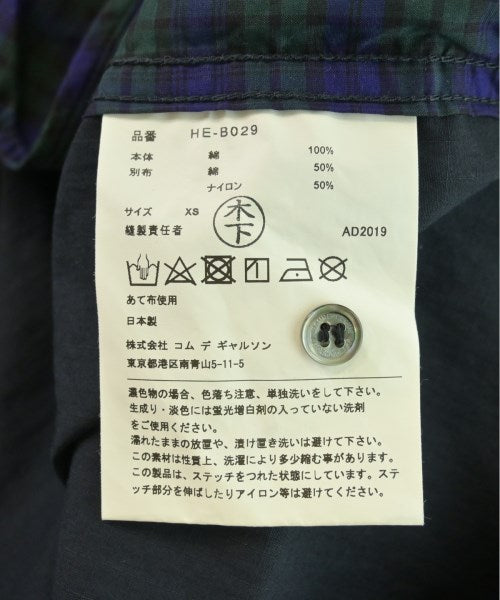 品番 HE-B029
本体 綿 100%
別布 綿 50%
ナイロン 50%
サイズ XS
縫製責任者 木下 AD2019
あて布使用
日本製
株式会社 コム デ ギャルソン
東京都港区南青山5-11-5
濃色物の場合、色落ち注意、単独洗いをして下さい。
生成り・淡色には蛍光増白剤の入っていない洗剤
をご使用ください。
濡れたままの放置や、漬け置き洗いは避けて下さい。
この素材は性質上、洗濯により多少縮む事があります。
この製品は、ステッチをつれた状態にしています。ステ
ッチ部分を伸ばしたりアイロン等は避けてください。